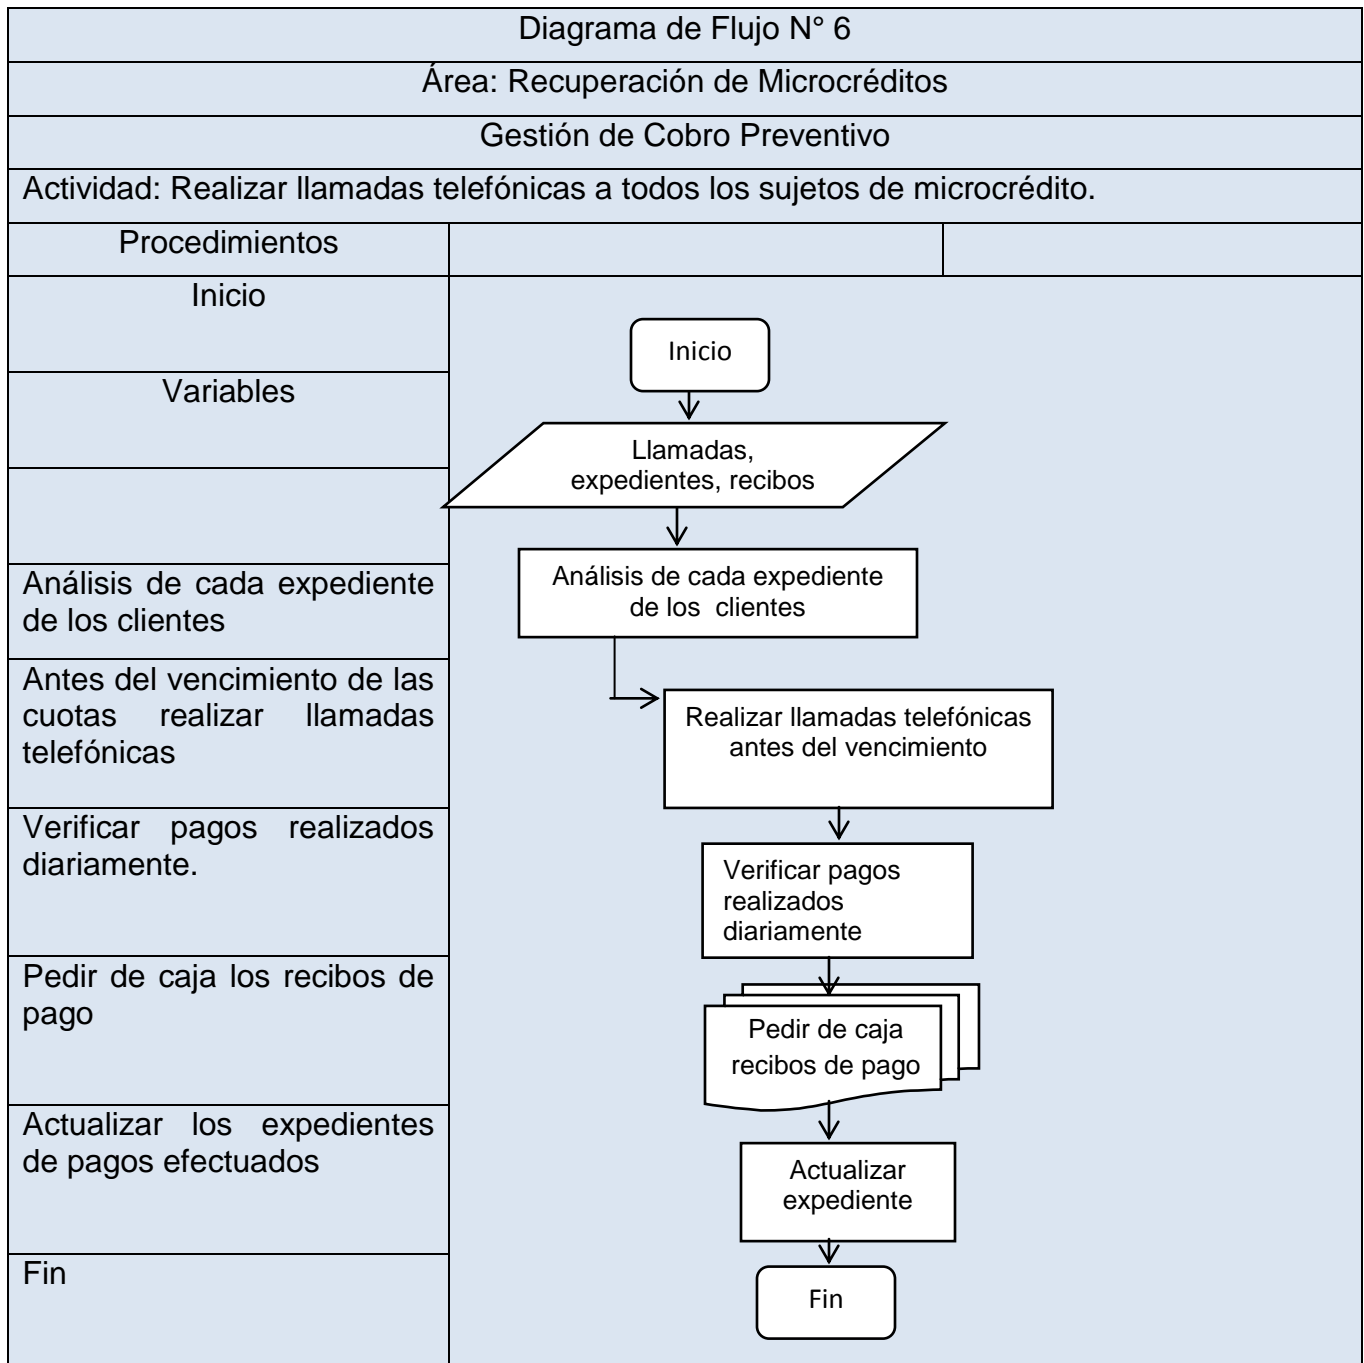 Diagrama de Flujo N° 6
Área: Recuperación de Microcréditos
Gestión de Cobro Preventivo
Actividad: Realizar llamadas telefónicas a todos los sujetos de microcrédito.
Procedimientos
Inicio
Inicio
Variables
Llamadas,
expedientes, recibos
Análisis de cada expediente
de los clientes
Análisis de cada expediente
de los clientes
Antes del vencimiento de las
cuotas realizar llamadas
telefónicas
Realizar llamadas telefónicas
antes del vencimiento
Verificar pagos realizados
diariamente.
Verificar pagos
realizados
diariamente
Pedir de caja los recibos de
pago
Pedir de caja
recibos de pago
Actualizar los expedientes
de pagos efectuados
Actualizar
expediente
Fin
Fin